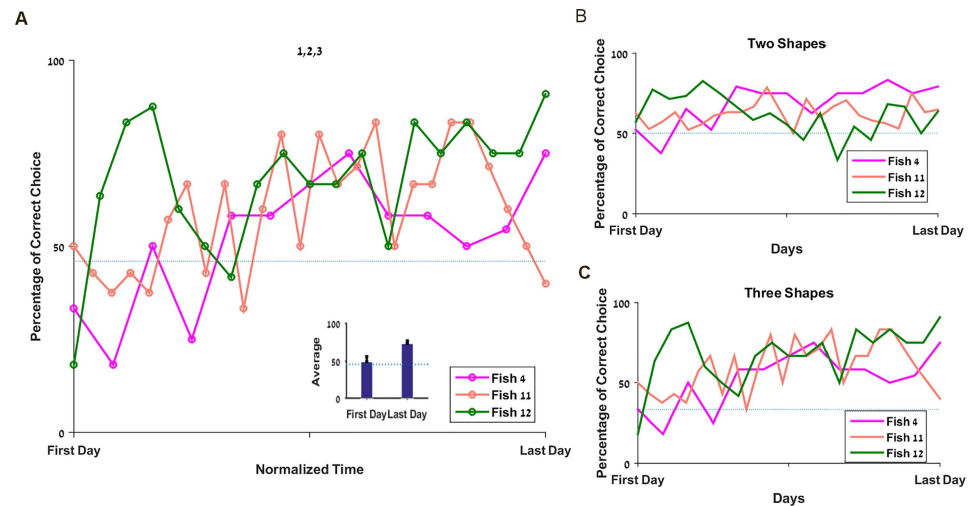 A
1,2,3
100
50
0
Percentage of Correct Choice
First Day
Last Day
Normalized Time
100
50
0
Average
First Day Last Day
Fish 4
Fish 11
Fish 12
B
Two Shapes
100
50
0
Percentage of Correct Choice
Fish 4
Fish 11
Fish 12
First Day
Last Day
Days
C
Three Shapes
100
50
0
Percentage of Correct Choice
Fish 4
Fish 11
Fish 12
First Day
Last Day
Days